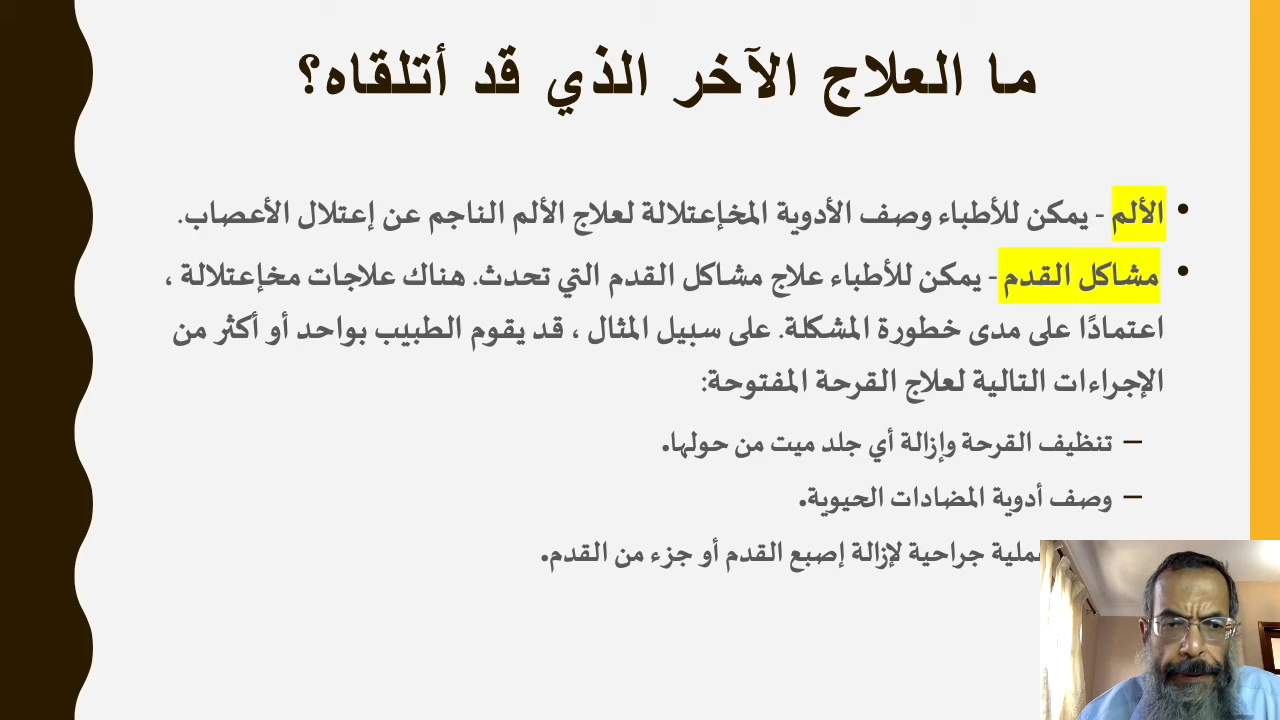 ما العلاج الآخر الذي قد أتلقاه؟
• الألم - يمكن للأطباء وصف الأدوية المخإعتلالة لعلاج الألم الناجم عن إعتلال الأعصاب.
• مشاكل القدم - يمكن للأطباء علاج مشاكل القدم التي تحدث. هناك علاجات مخإعتلالة ،
اعتمادًا على مدى خطورة المشكلة. على سبيل المثال ، قد يقوم الطبيب بواحد أو أكثر من
الإجراءات التالية لعلاج القرحة المفتوحة:
– تنظيف القرحة وإزالة أي جلد ميت من حولها.
– وصف أدوية المضادات الحيوية.
جراحية لإزالة إصبع القدم أو جزء من القدم.